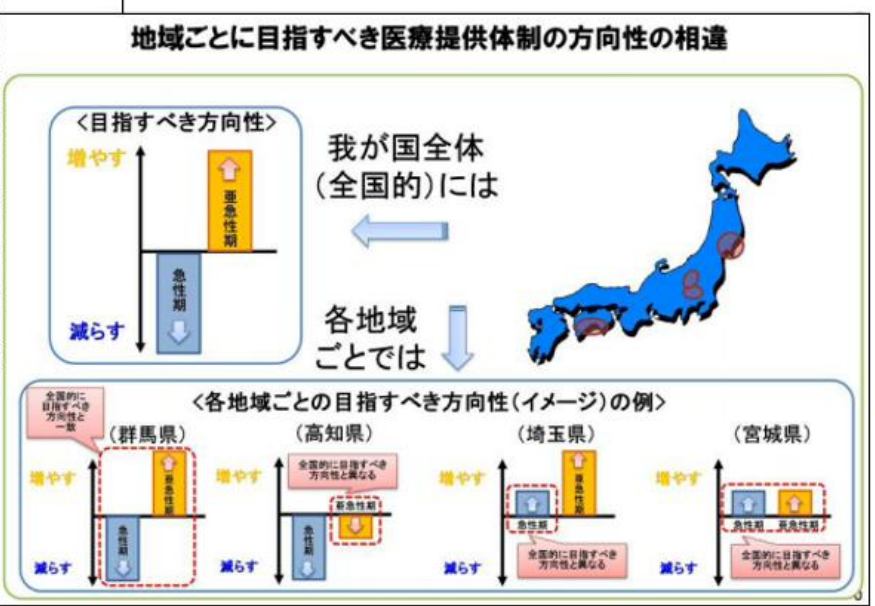 地域ごとに目指すべき医療提供体制の方向性の相違
<目指すべき方向性>
増やす
亜急性期
急性期
減らす
我が国全体
(全国的)には
各地域
ごとでは
<各地域ごとの目指すべき方向性(イメージ)の例>
全国的に
目指すべき
方向性と
一致
(群馬県)
増やす
亜急性期
急性期
減らす
(高知県)
全国的に目指すべき
方向性と異なる
増やす
亜急性期
急性期
減らす
(埼玉県)
増やす
亜急性期
急性期
全国的に目指すべき
方向性と異なる
減らす
(宮城県)
増やす
急性期 亜急性期
全国的に目指すべき
方向性と異なる
減らす